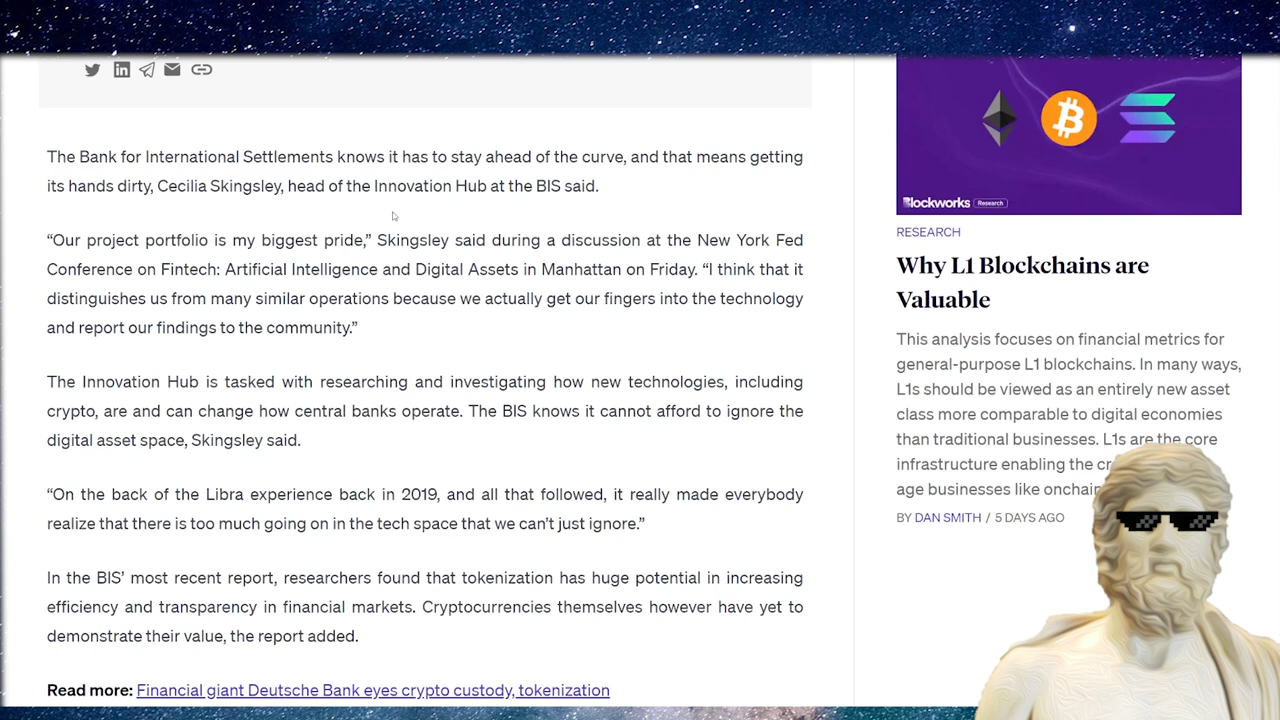 The Bank for International Settlements knows it has to stay ahead of the curve, and that means getting
its hands dirty, Cecilia Skingsley, head of the Innovation Hub at the BIS said.
“Our project portfolio is my biggest pride,” Skingsley said during a discussion at the New York Fed
Conference on Fintech: Artificial Intelligence and Digital Assets in Manhattan on Friday. “I think that it
distinguishes us from many similar operations because we actually get our fingers into the technology
and report our findings to the community.”
The Innovation Hub is tasked with researching and investigating how new technologies, including
crypto, are and can change how central banks operate. The BIS knows it cannot afford to ignore the
digital asset space, Skingsley said.
“On the back of the Libra experience back in 2019, and all that followed, it really made everybody
realize that there is too much going on in the tech space that we can’t just ignore.”
In the BIS’ most recent report, researchers found that tokenization has huge potential in increasing
efficiency and transparency in financial markets. Cryptocurrencies themselves however have yet to
demonstrate their value, the report added.
Read more: Financial giant Deutsche Bank eyes crypto custody, tokenization
Blockworks Research
RESEARCH
Why L1 Blockchains are
Valuable
This analysis focuses on financial metrics for
general-purpose L1 blockchains. In many ways,
L1s should be viewed as an entirely new asset
class more comparable to digital economies
than traditional businesses. L1s are the core
infrastructure enabling the
age businesses like
BY DAN SMITH / 5 DAYS AGO